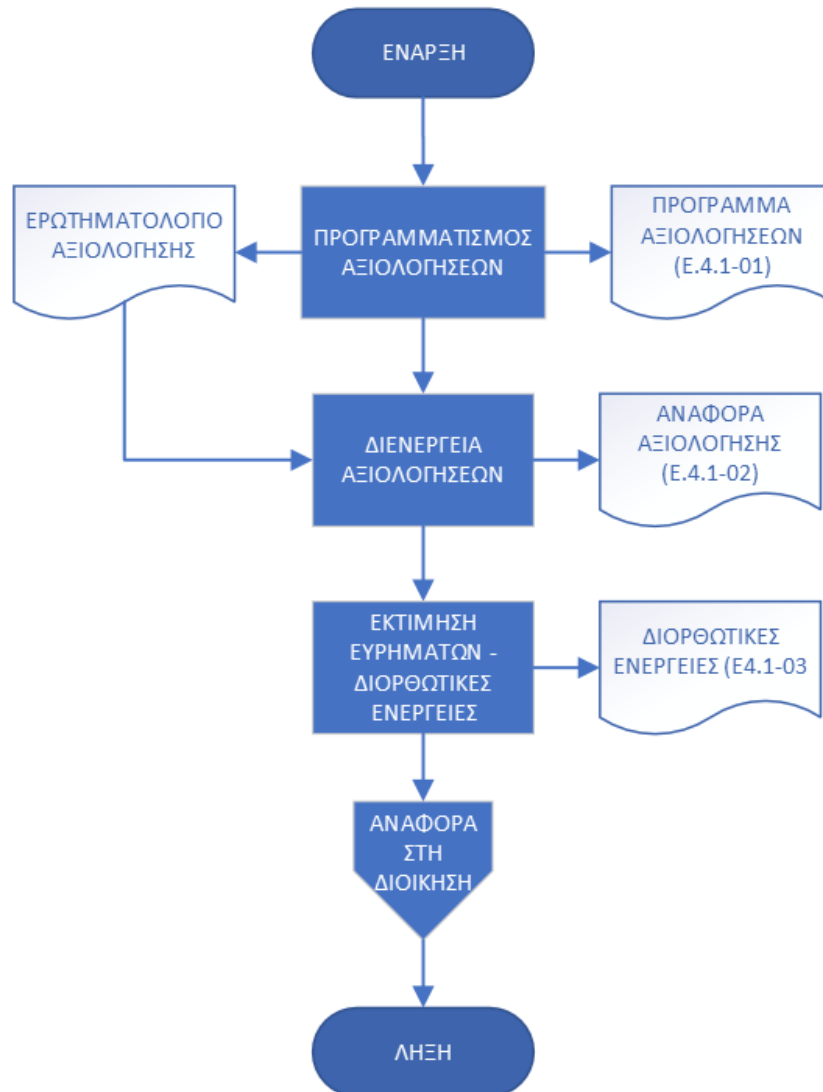 ΕΝΑΡΞΗ
ΕΡΩΤΗΜΑΤΟΛΟΓΙΟ
ΑΞΙΟΛΟΓΗΣΗΣ
ΠΡΟΓΡΑΜΜΑΤΙΣΜΟΣ
ΑΞΙΟΛΟΓΗΣΕΩΝ
ΠΡΟΓΡΑΜΜΑ
ΑΞΙΟΛΟΓΗΣΕΩΝ
(Ε.4.1-01)
ΔΙΕΝΕΡΓΕΙΑ
ΑΞΙΟΛΟΓΗΣΕΩΝ
ΑΝΑΦΟΡΑ
ΑΞΙΟΛΟΓΗΣΗΣ
(Ε.4.1-02)
ΕΚΤΙΜΗΣΗ
ΕΥΡΗΜΑΤΩΝ -
ΔΙΟΡΘΩΤΙΚΕΣ
ΕΝΕΡΓΕΙΕΣ
ΔΙΟΡΘΩΤΙΚΕΣ
ΕΝΕΡΓΕΙΕΣ (Ε4.1-03
ΑΝΑΦΟΡΑ
ΣΤΗ
ΔΙΟΙΚΗΣΗ
ΛΗΞΗ